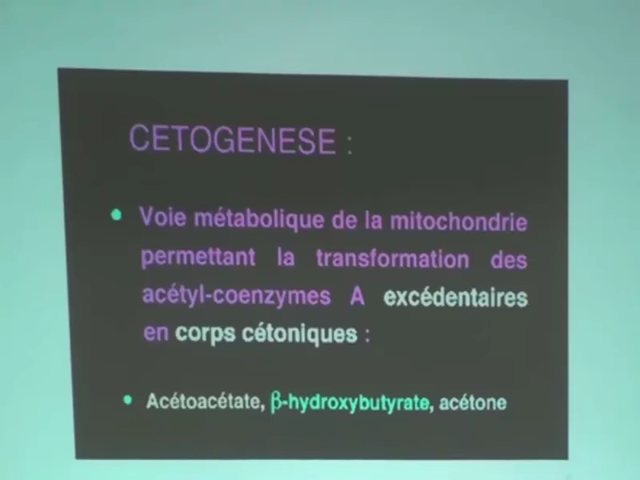 CETOGENESE :
• Voie métabolique de la mitochondrie
permettant la transformation des
acétyl-coenzymes A excédentaires
en corps cétoniques :
• Acétoacétate, β-hydroxybutyrate, acétone